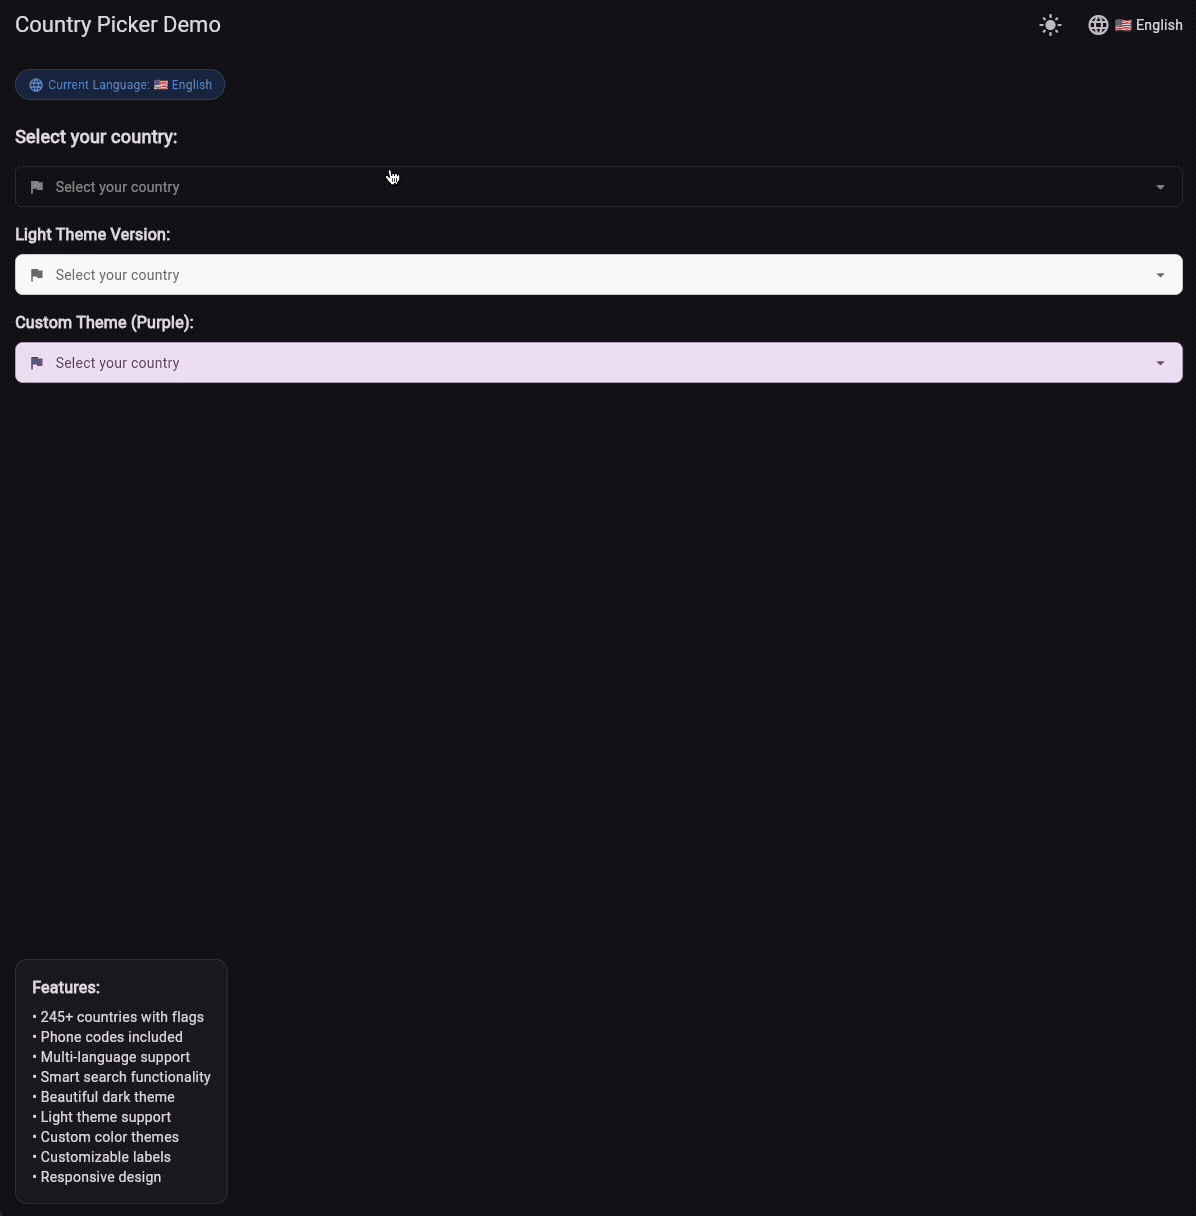 Country Picker Demo
🇺🇸 English
Current Language: 🇺🇸 English
Select your country:
Select your country
Light Theme Version:
Select your country
Custom Theme (Purple):
Select your country
Features:
• 245+ countries with flags
• Phone codes included
• Multi-language support
• Smart search functionality
• Beautiful dark theme
• Light theme support
• Custom color themes
• Customizable labels
• Responsive design